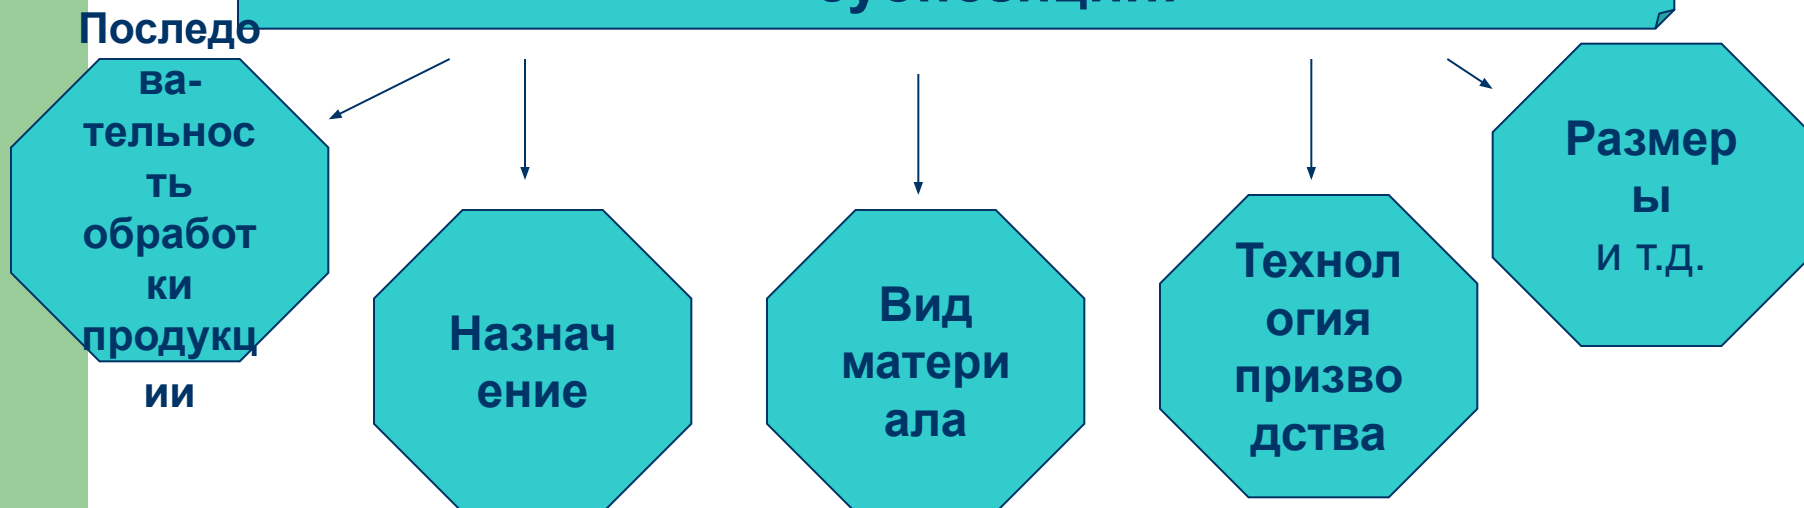 Последо
ва-
тельнос
ть
обработ
ки
продукц
ии
Назнач
ение
Вид
матери
ала
Технол
огия
призво
дства
Размер
ы
и т.д.